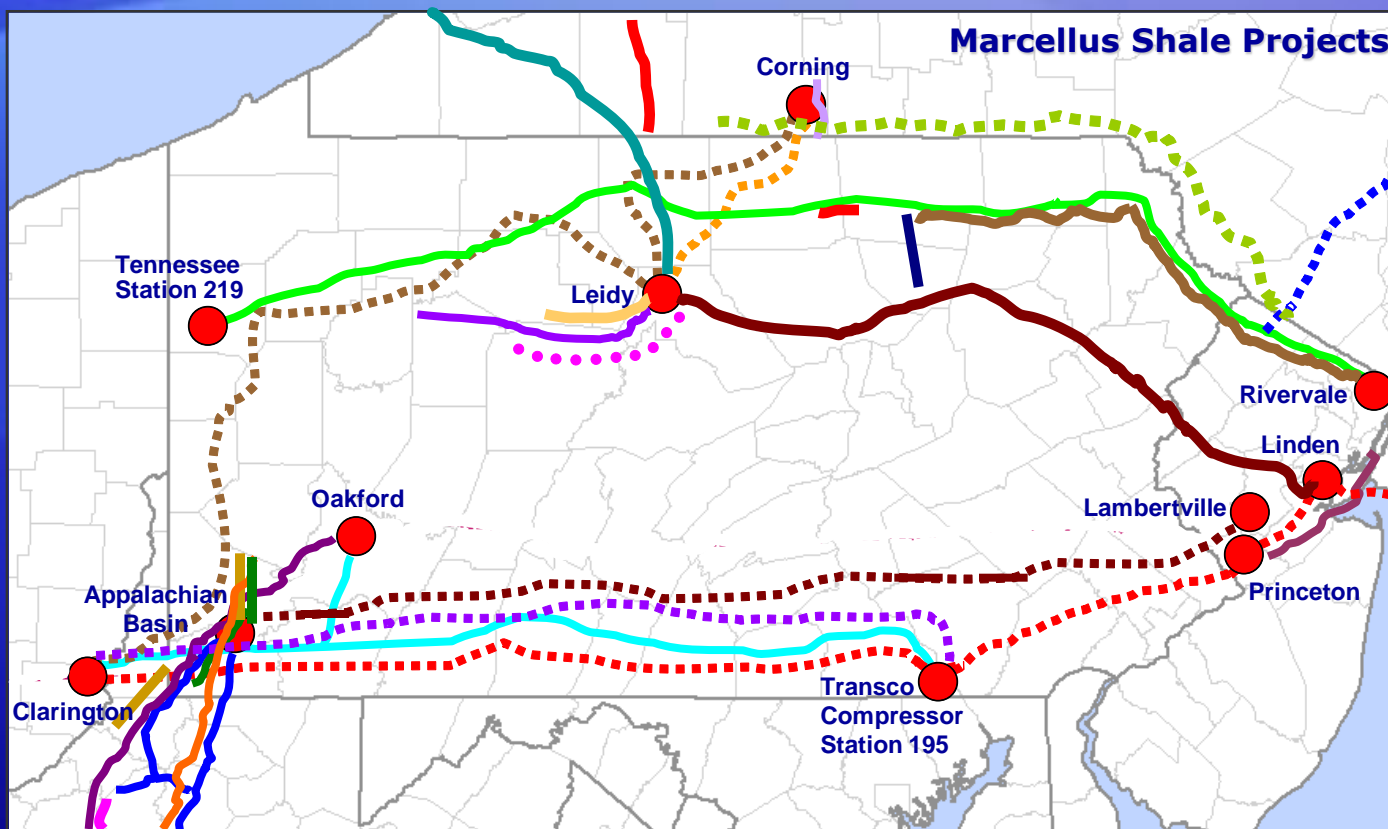 Marcellus Shale Projects
Corning
Tennessee
Station 219
Leidy
Rivervale
Linden
Oakford
Lambertville
Appalachian
Basin
Princeton
Transco
Compressor
Station 195
Clarington